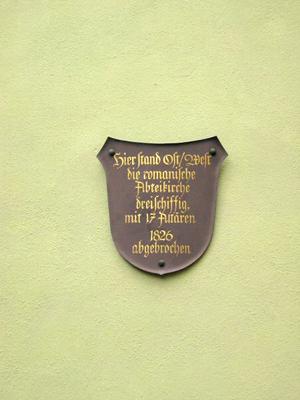 Hier stand Ost/West
die romanische
Abteikirche
dreischiffig,
mit 17 Altären
1826
abgebrochen